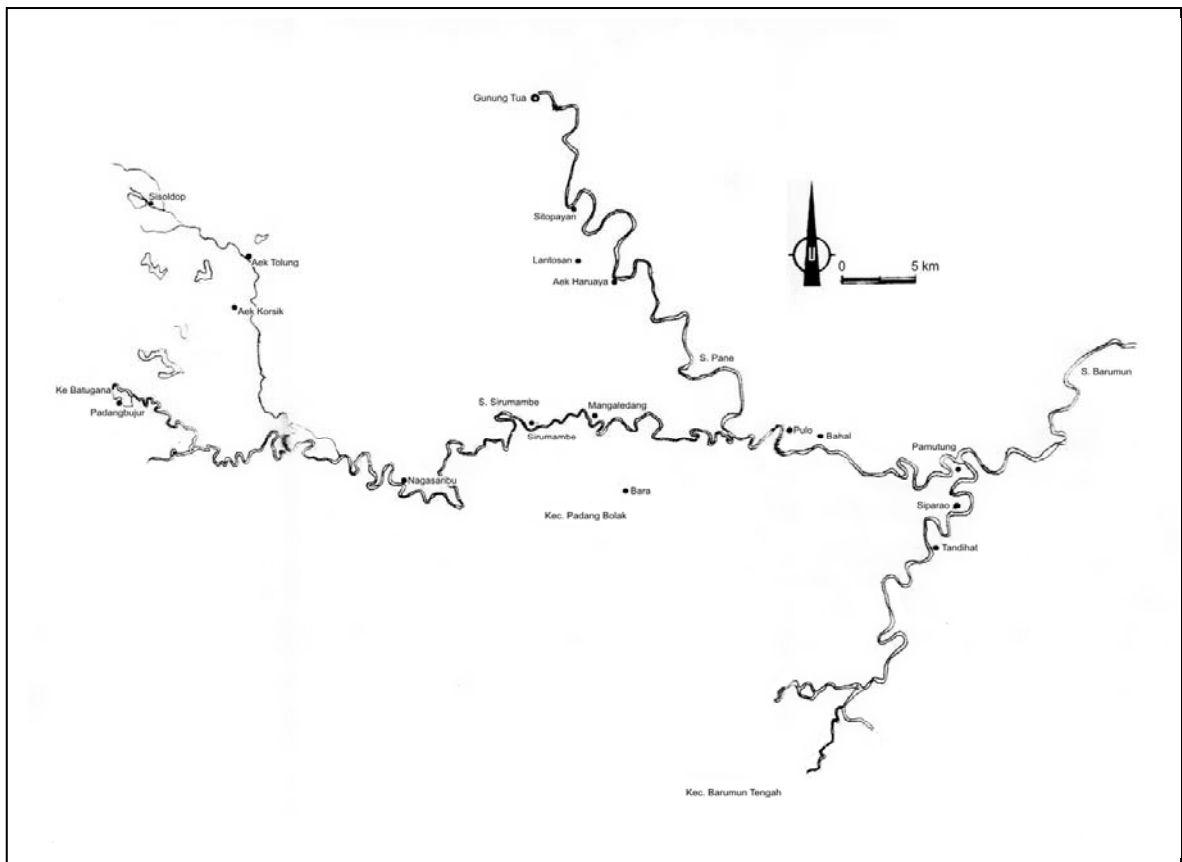 Gunung Tua
Sisoldop
Sitopayan
Lantosan
Aek Tolung
Aek Haruaya
0 5 km
Aek Korsik
S. Pane
S. Barumun
Ke Batugana
Padangbujur
S. Sirumambe
Mangaledang
Sirumambe
Pulo
Bahal
Pamutung
Nagasaribu
Bara
Siparao
Kec. Padang Bolak
Tandihat
Kec. Barumun Tengah